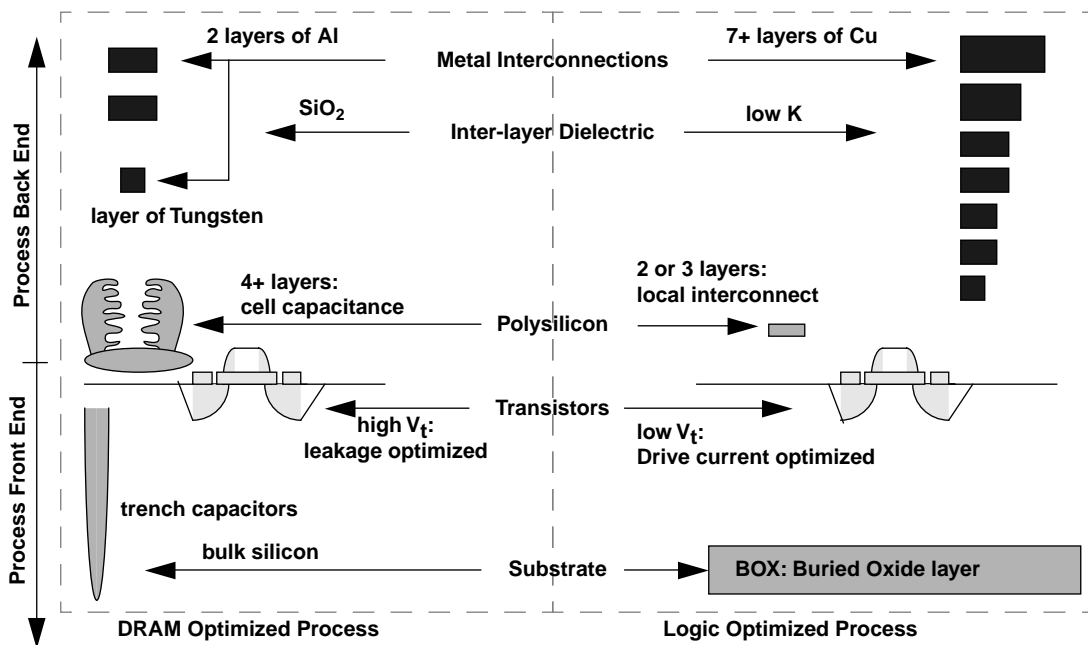 2 layers of Al
7+ layers of Cu
Metal Interconnections
SiO2
low K
Inter-layer Dielectric
layer of Tungsten
Process Back End
4+ layers:
cell capacitance
2 or 3 layers:
local interconnect
Polysilicon
Transistors
high Vt:
leakage optimized
low Vt:
Drive current optimized
Process Front End
trench capacitors
bulk silicon
Substrate
BOX: Buried Oxide layer
DRAM Optimized Process
Logic Optimized Process